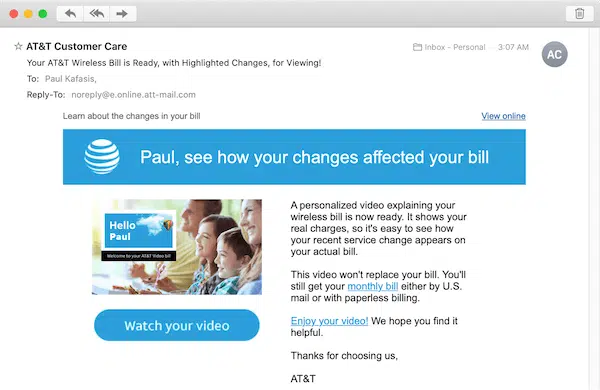 AT&T Customer Care
Inbox - Personal
3:07 AM
AC
Your AT&T Wireless Bill is Ready, with Highlighted Changes, for Viewing!
To: Paul Kafasis,
Reply-To: noreply@e.online.att-mail.com
Learn about the changes in your bill
View online
Paul, see how your changes affected your bill
Hello
Paul
Welcome to your AT&T Video bill
Watch your video
A personalized video explaining your
wireless bill is now ready. It shows your
real charges, so it's easy to see how
your recent service change appears on
your actual bill.
This video won't replace your bill. You'll
still get your monthly bill either by U.S.
mail or with paperless billing.
Enjoy your video! We hope you find it
helpful.
Thanks for choosing us,
AT&T